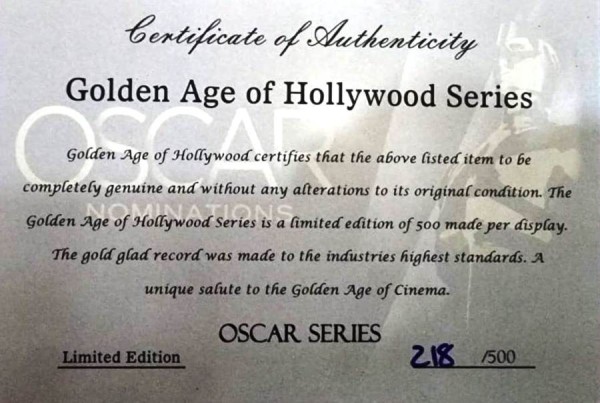 Certificate of Authenticity
Golden Age of Hollywood Series
OSCAR
NOMINATIONS
Golden Age of Hollywood certifies that the above listed item to be
completely genuine and without any alterations to its original condition. The
Golden Age of Hollywood Series is a limited edition of 500 made per display.
The gold glad record was made to the industries highest standards. A
unique salute to the Golden Age of Cinema.
OSCAR SERIES
Limited Edition 218 /500